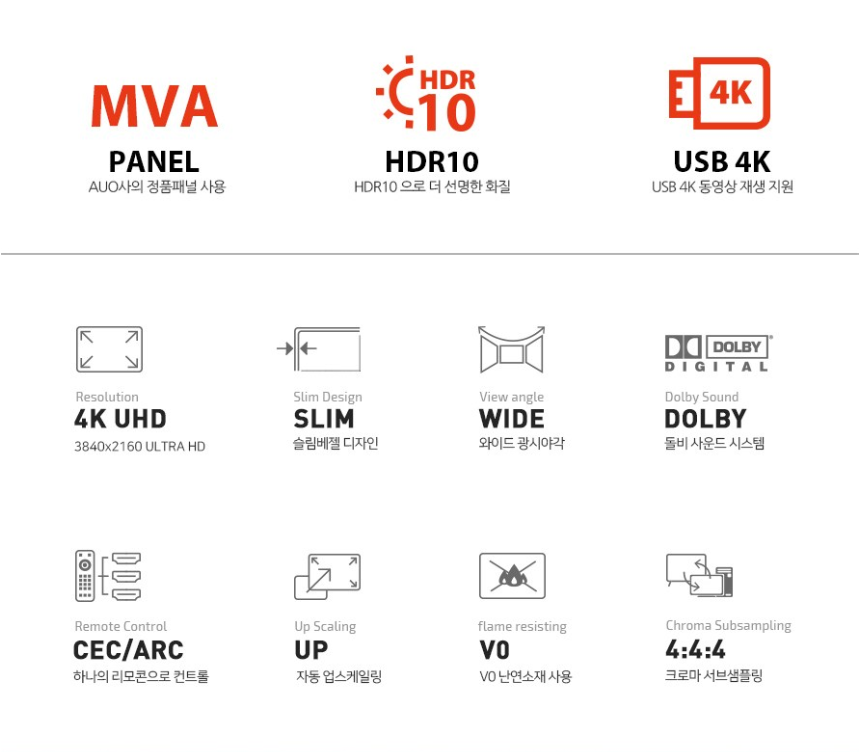 MVA
HDR
10
4K
PANEL
HDR10
USB 4K
AUO사의 정품패널 사용
HDR10 으로 더 선명한 화질
USB 4K 동영상 재생 지원
DOLBY
DIGITAL
Resolution
Slim Design
View angle
Dolby Sound
4K UHD
SLIM
WIDE
DOLBY
3840x2160 ULTRA HD
슬림베젤 디자인
와이드 광시야각
돌비 사운드 시스템
Remote Control
Up Scaling
flame resisting
Chroma Subsampling
CEC/ARC
UP
V0
4:4:4
하나의 리모콘으로 컨트롤
자동 업스케일링
V0 난연소재 사용
크로마 서브샘플링